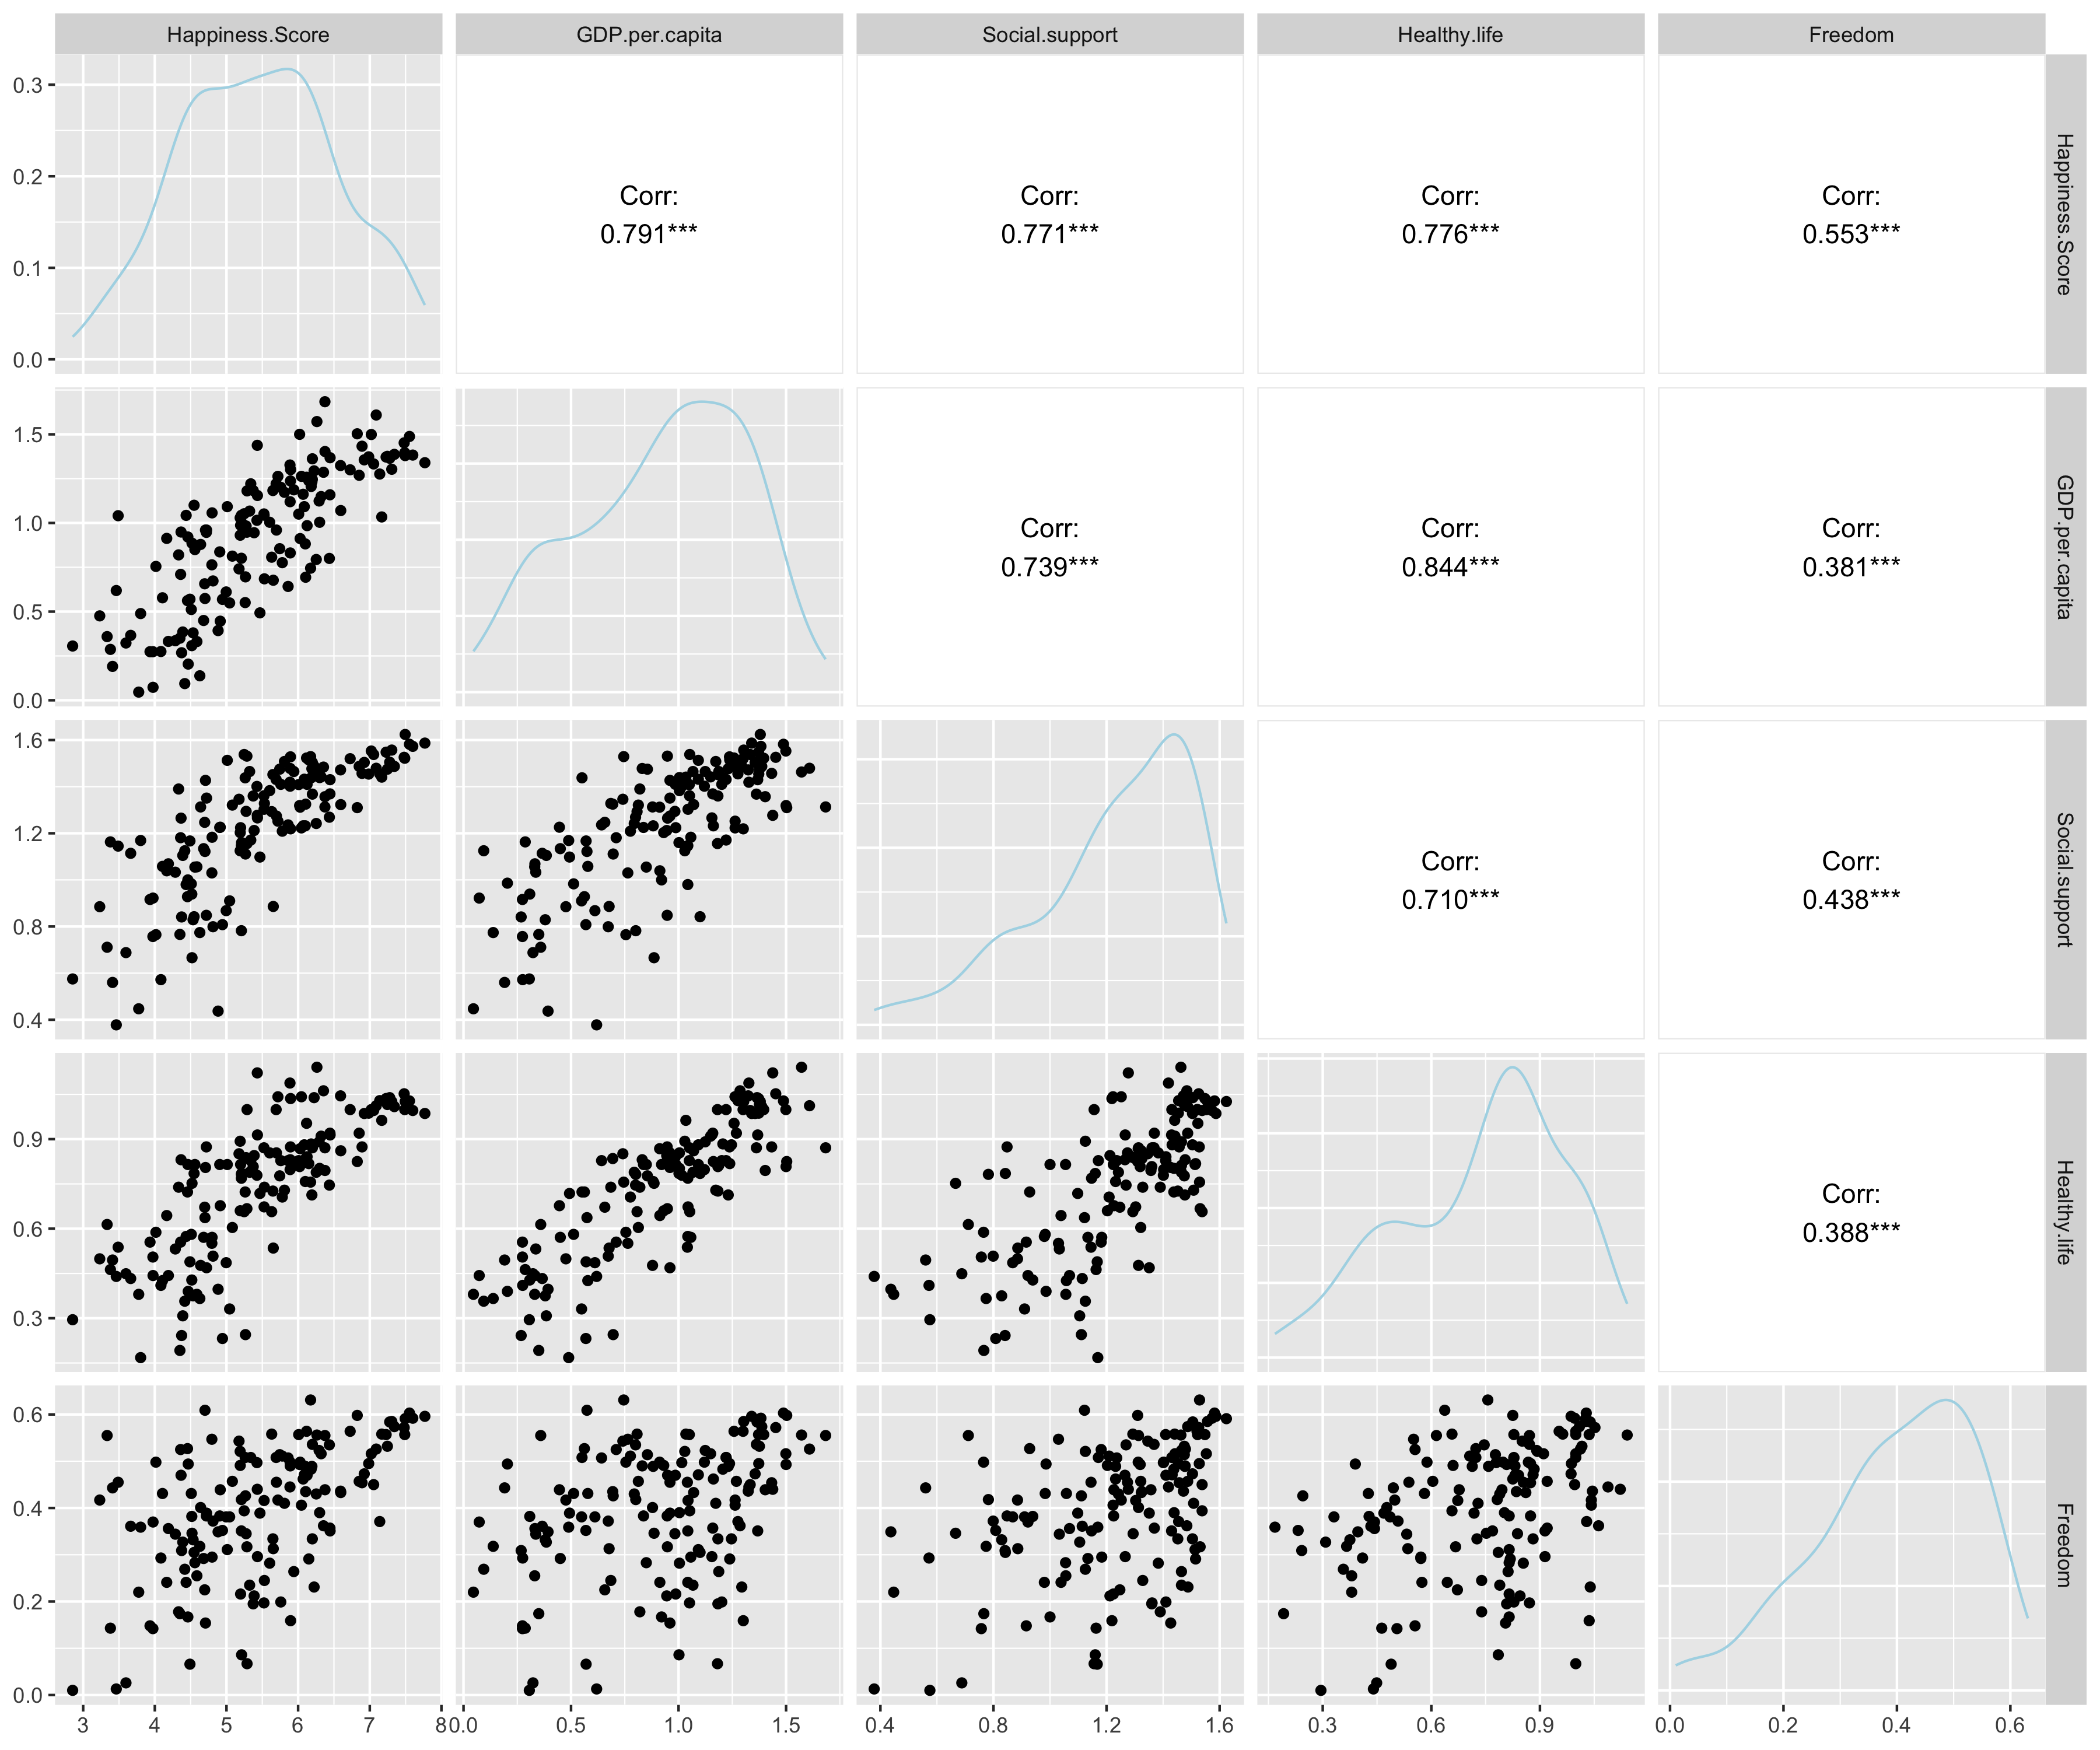 Happiness.Score
GDP.per.capita
Social.support
Healthy.life
Freedom
0.3
0.2
0.1
0.0
Corr:
0.791***
Corr:
0.771***
Corr:
0.776***
Corr:
0.553***
Happiness.Score
1.5
1.0
0.5
0.0
Corr:
0.739***
Corr:
0.844***
Corr:
0.381***
GDP.per.capita
1.6
1.2
0.8
0.4
Corr:
0.710***
Corr:
0.438***
Social.support
0.9
0.6
0.3
Corr:
0.388***
Healthy.life
0.6
0.4
0.2
0.0
Freedom
3 4 5 6 7 8
0.0 0.5 1.0 1.5
0.4 0.8 1.2 1.6
0.3 0.6 0.9
0.0 0.2 0.4 0.6